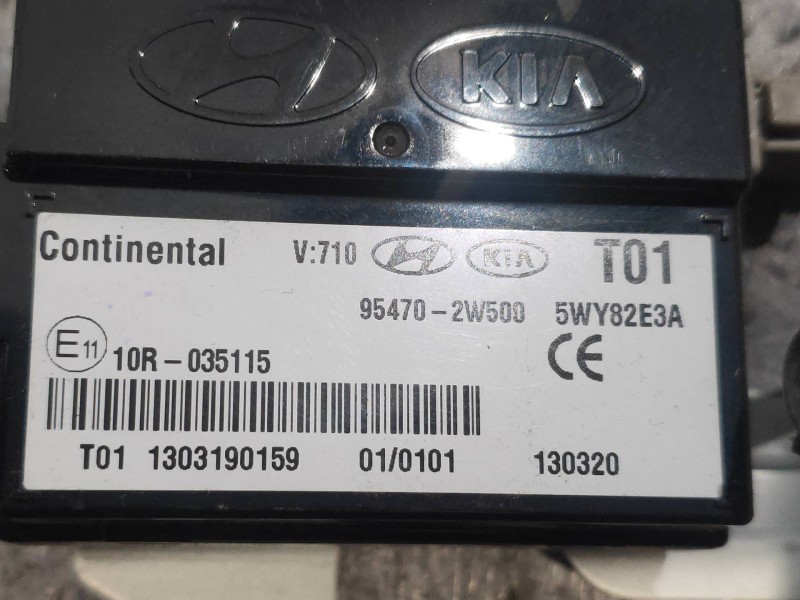 KIA
Continental V:710 KIA T01
95470-2W500 5WY82E3A
E11 10R-035115 CE
T01 1303190159 01/0101 130320